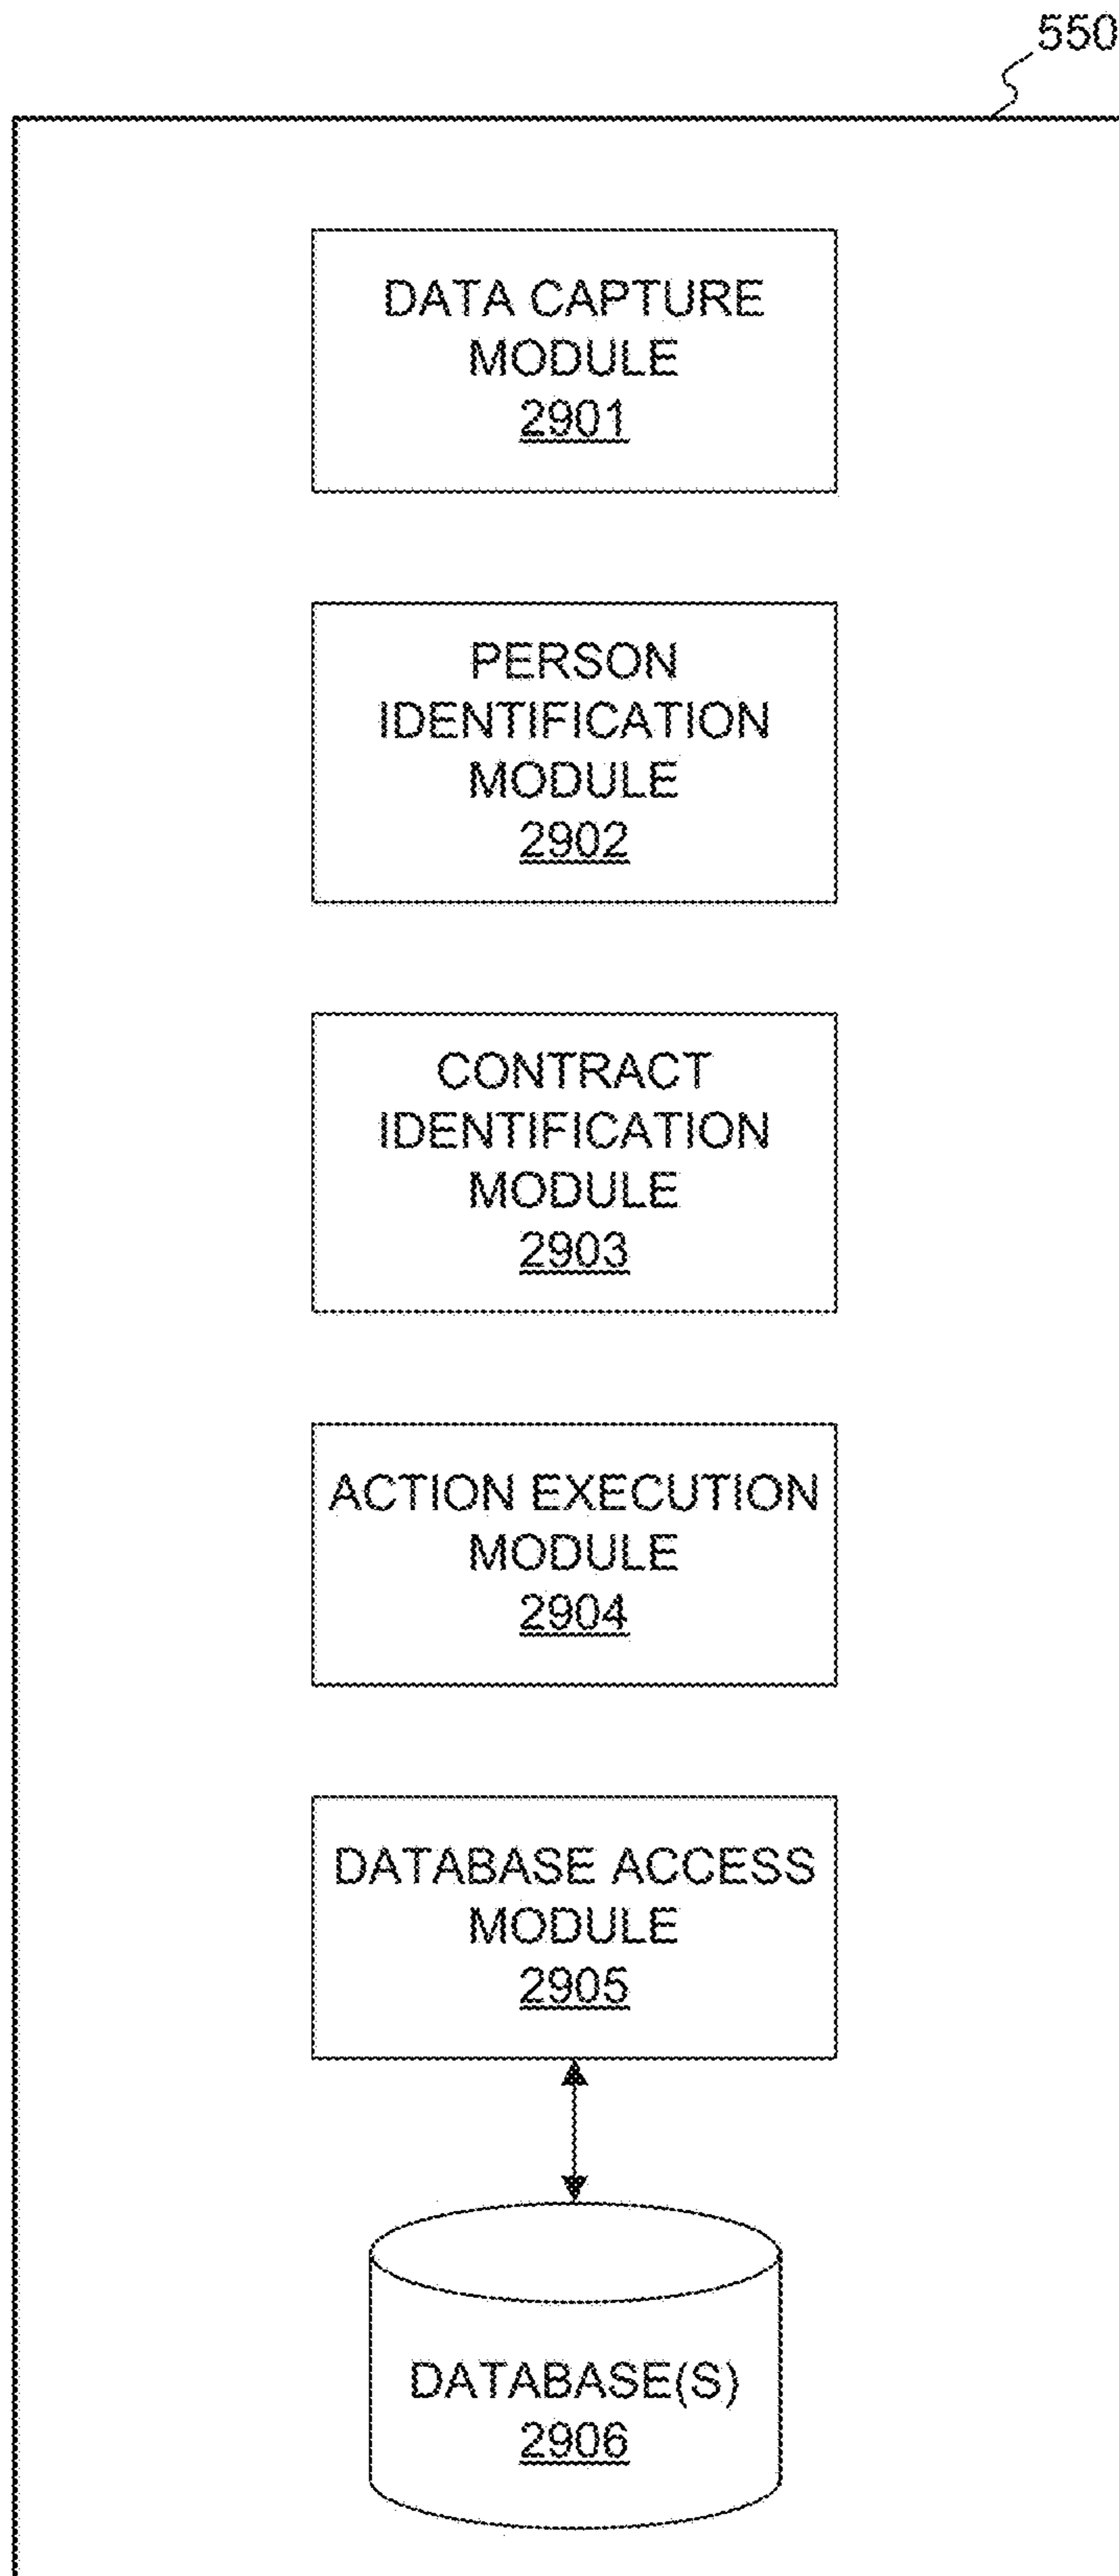 550
DATA CAPTURE
MODULE
2901
PERSON
IDENTIFICATION
MODULE
2902
CONTRACT
IDENTIFICATION
MODULE
2903
ACTION EXECUTION
MODULE
2904
DATABASE ACCESS
MODULE
2905
DATABASE(S)
2906